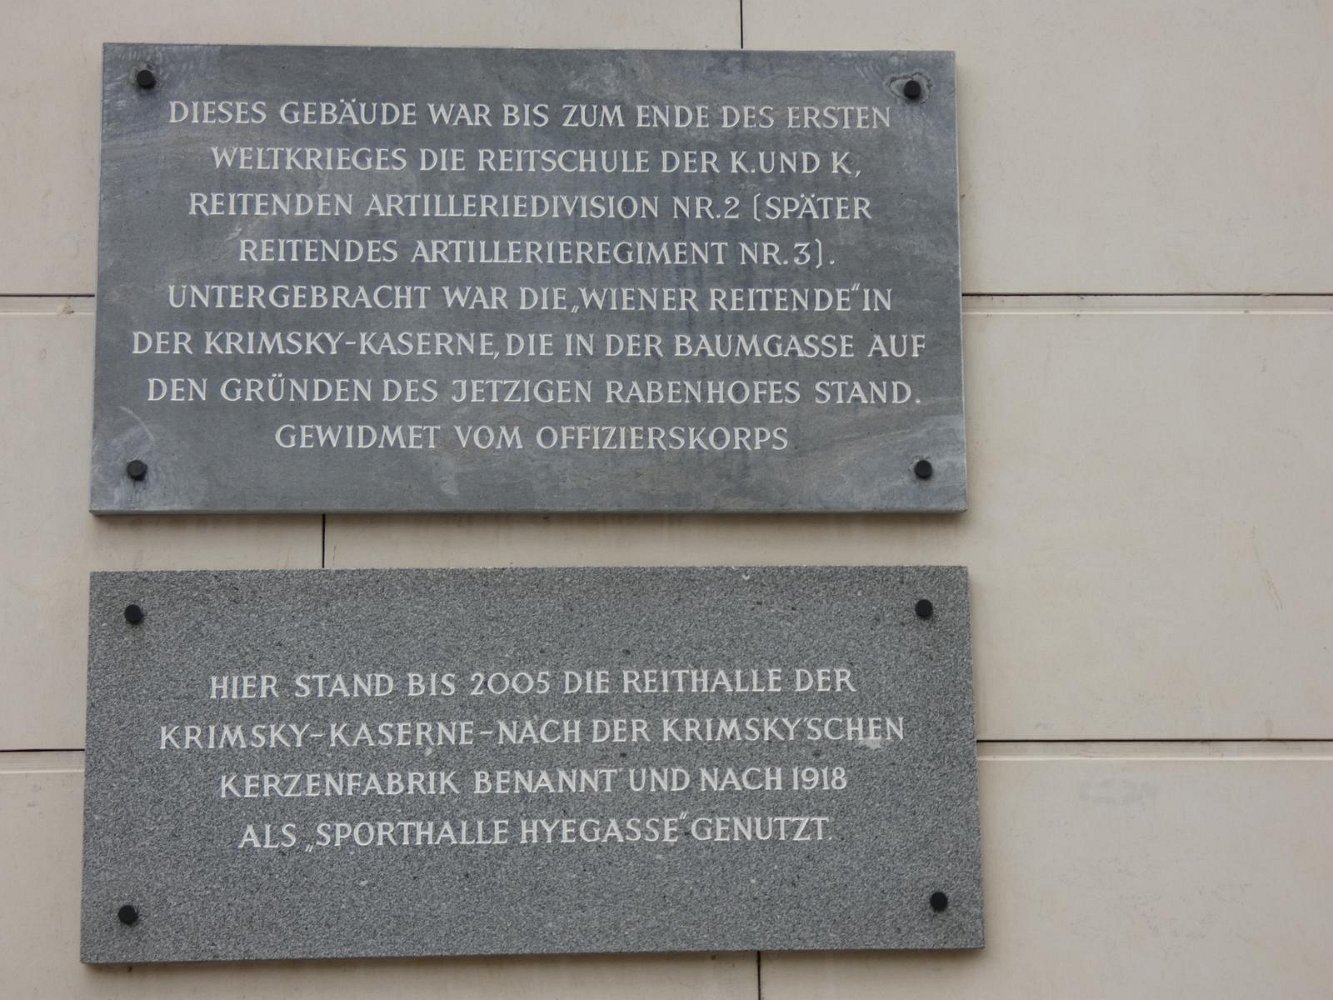 DIESES GEBÄUDE WAR BIS ZUM ENDE DES ERSTEN
WELTKRIEGES DIE REITSCHULE DER K.UND K,
REITENDEN ARTILLERIEDIVISION NR.2 (SPÄTER
REITENDES ARTILLERIEREGIMENT NR.3).
UNTERGEBRACHT WAR DIE „WIENER REITENDE“ IN
DER KRIMSKY-KASERNE, DIE IN DER BAUMGASSE AUF
DEN GRÜNDEN DES JETZIGEN RABENHOFES STAND.
GEWIDMET VOM OFFIZIERSKORPS
HIER STAND BIS 2005 DIE REITHALLE DER
KRIMSKY-KASERNE - NACH DER KRIMSKY'SCHEN
KERZENFABRIK BENANNT UND NACH 1918
ALS „SPORTHALLE HYEGASSE“ GENUTZT.